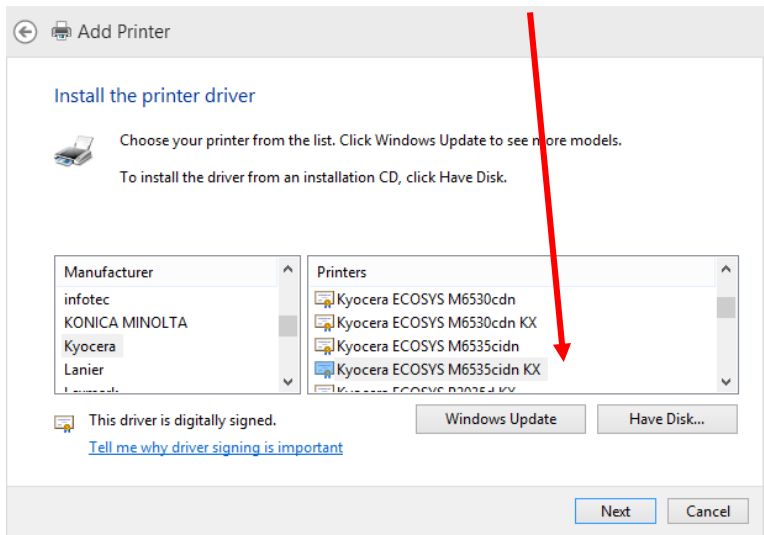 Add Printer
Install the printer driver
Choose your printer from the list. Click Windows Update to see more models.
To install the driver from an installation CD, click Have Disk.
Manufacturer
infotec
KONICA MINOLTA
Kyocera
Lanier
Printers
Kyocera ECOSYS M6530cdn
Kyocera ECOSYS M6530cdn KX
Kyocera ECOSYS M6535cidn
Kyocera ECOSYS M6535cidn KX
This driver is digitally signed.
Tell me why driver signing is important
Windows Update
Have Disk...
Next
Cancel